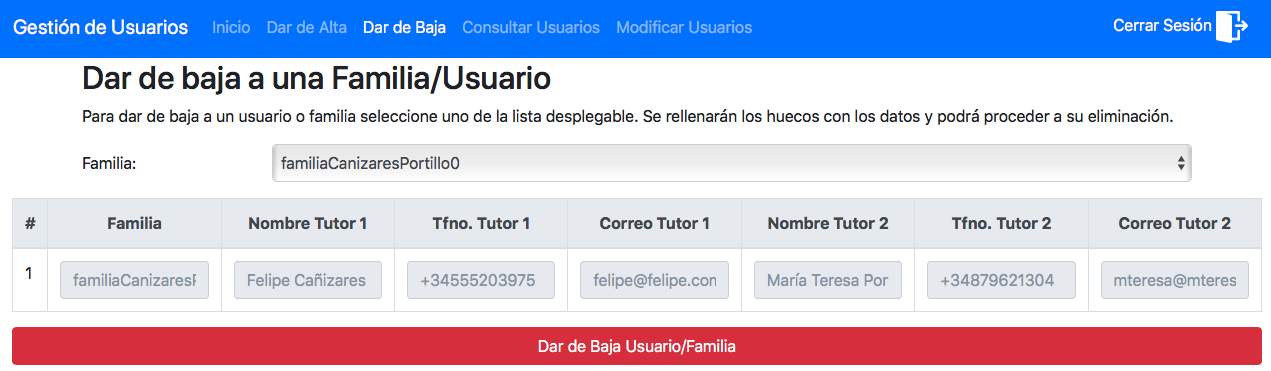 Gestión de Usuarios Inicio Dar de Alta Dar de Baja Consultar Usuarios Modificar Usuarios Cerrar Sesión
Dar de baja a una Familia/Usuario
Para dar de baja a un usuario o familia seleccione uno de la lista desplegable. Se rellenarán los huecos con los datos y podrá proceder a su eliminación.
Familia: familiaCanizaresPortillo0
# Familia Nombre Tutor 1 Tfno. Tutor 1 Correo Tutor 1 Nombre Tutor 2 Tfno. Tutor 2 Correo Tutor 2
1 familiaCanizares Felipe Cañizares +34555203975 felipe@felipe.con María Teresa Por +34879621304 mteresa@mteres
Dar de Baja Usuario/Familia